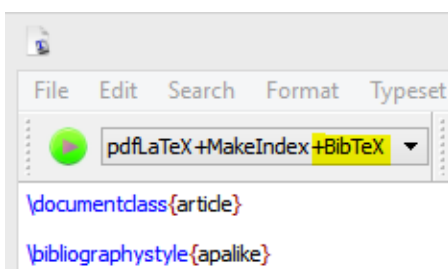 File Edit Search Format Typeset
pdfLaTeX+MakeIndex+BibTeX
\documentclass{article}
\bibliographystyle{apalike}